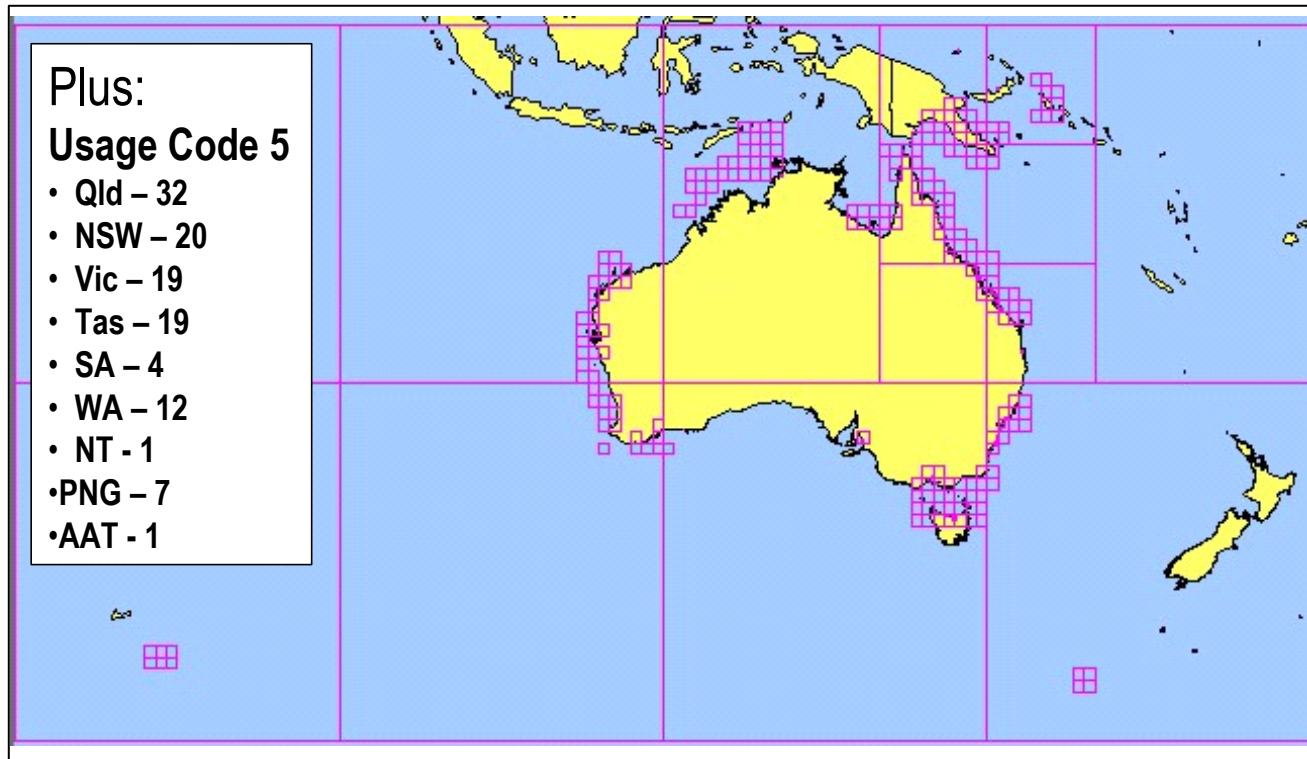 Plus:
Usage Code 5
• Qld – 32
• NSW – 20
• Vic – 19
• Tas – 19
• SA – 4
• WA – 12
• NT - 1
•PNG – 7
•AAT - 1